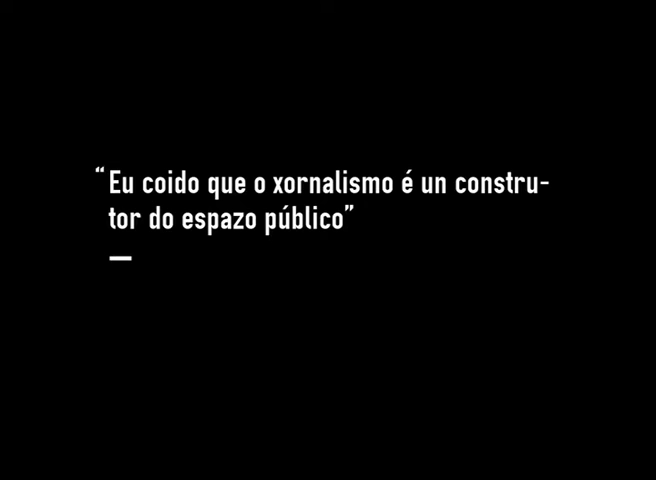 “Eu coido que o xornalismo é un constru-
tor do espazo público”